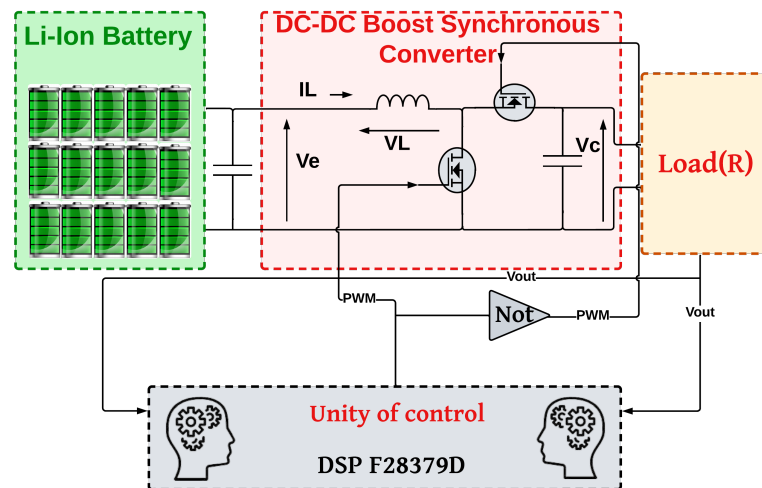 Li-Ion Battery
DC-DC Boost Synchronous
Converter
IL
VL
Ve
Vc
Load(R)
Vout
PWM
Not
PWM
Vout
Unity of control
DSP F28379D